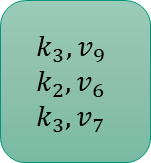 k₃, v₉
k₂, v₆
k₃, v₇